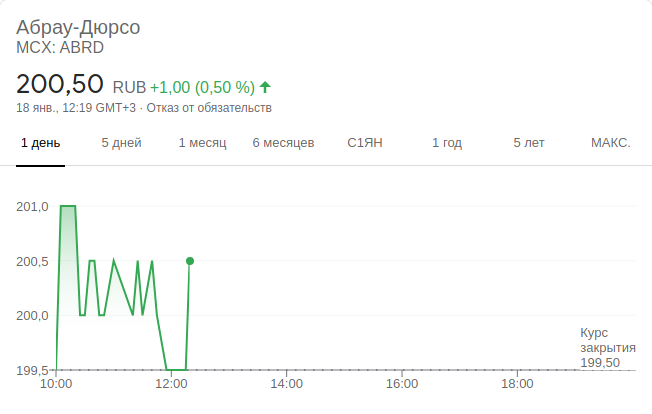 Абрау-Дюрсо
MCX: ABRD
200,50 RUB +1,00 (0,50 %)
18 янв., 12:19 GMT+3 · Отказ от обязательств
1 день 5 дней 1 месяц 6 месяцев С1ЯН 1 год 5 лет МАКС.
201,0
200,5
200,0
Курс
закрытия
199,50
199,5
10:00 12:00 14:00 16:00 18:00